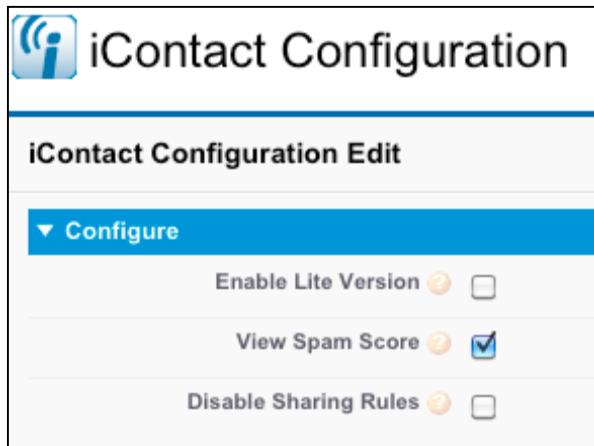 iContact Configuration
iContact Configuration Edit
Configure
Enable Lite Version ?
View Spam Score ?
Disable Sharing Rules ?